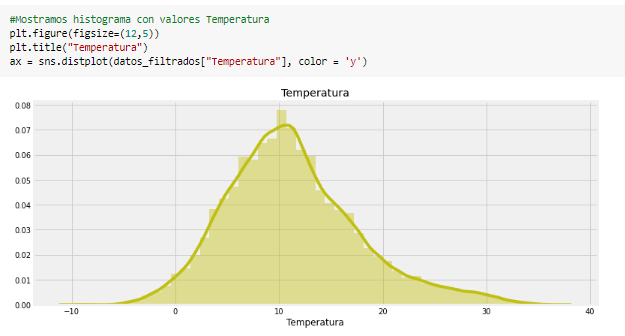 #Mostramos histograma con valores Temperatura
plt.figure(figsize=(12,5))
plt.title("Temperatura")
ax = sns.distplot(datos_filtrados["Temperatura"], color = 'y')
Temperatura
0.08
0.07
0.06
0.05
0.04
0.03
0.02
0.01
0.00
−10 0 10 20 30 40
Temperatura